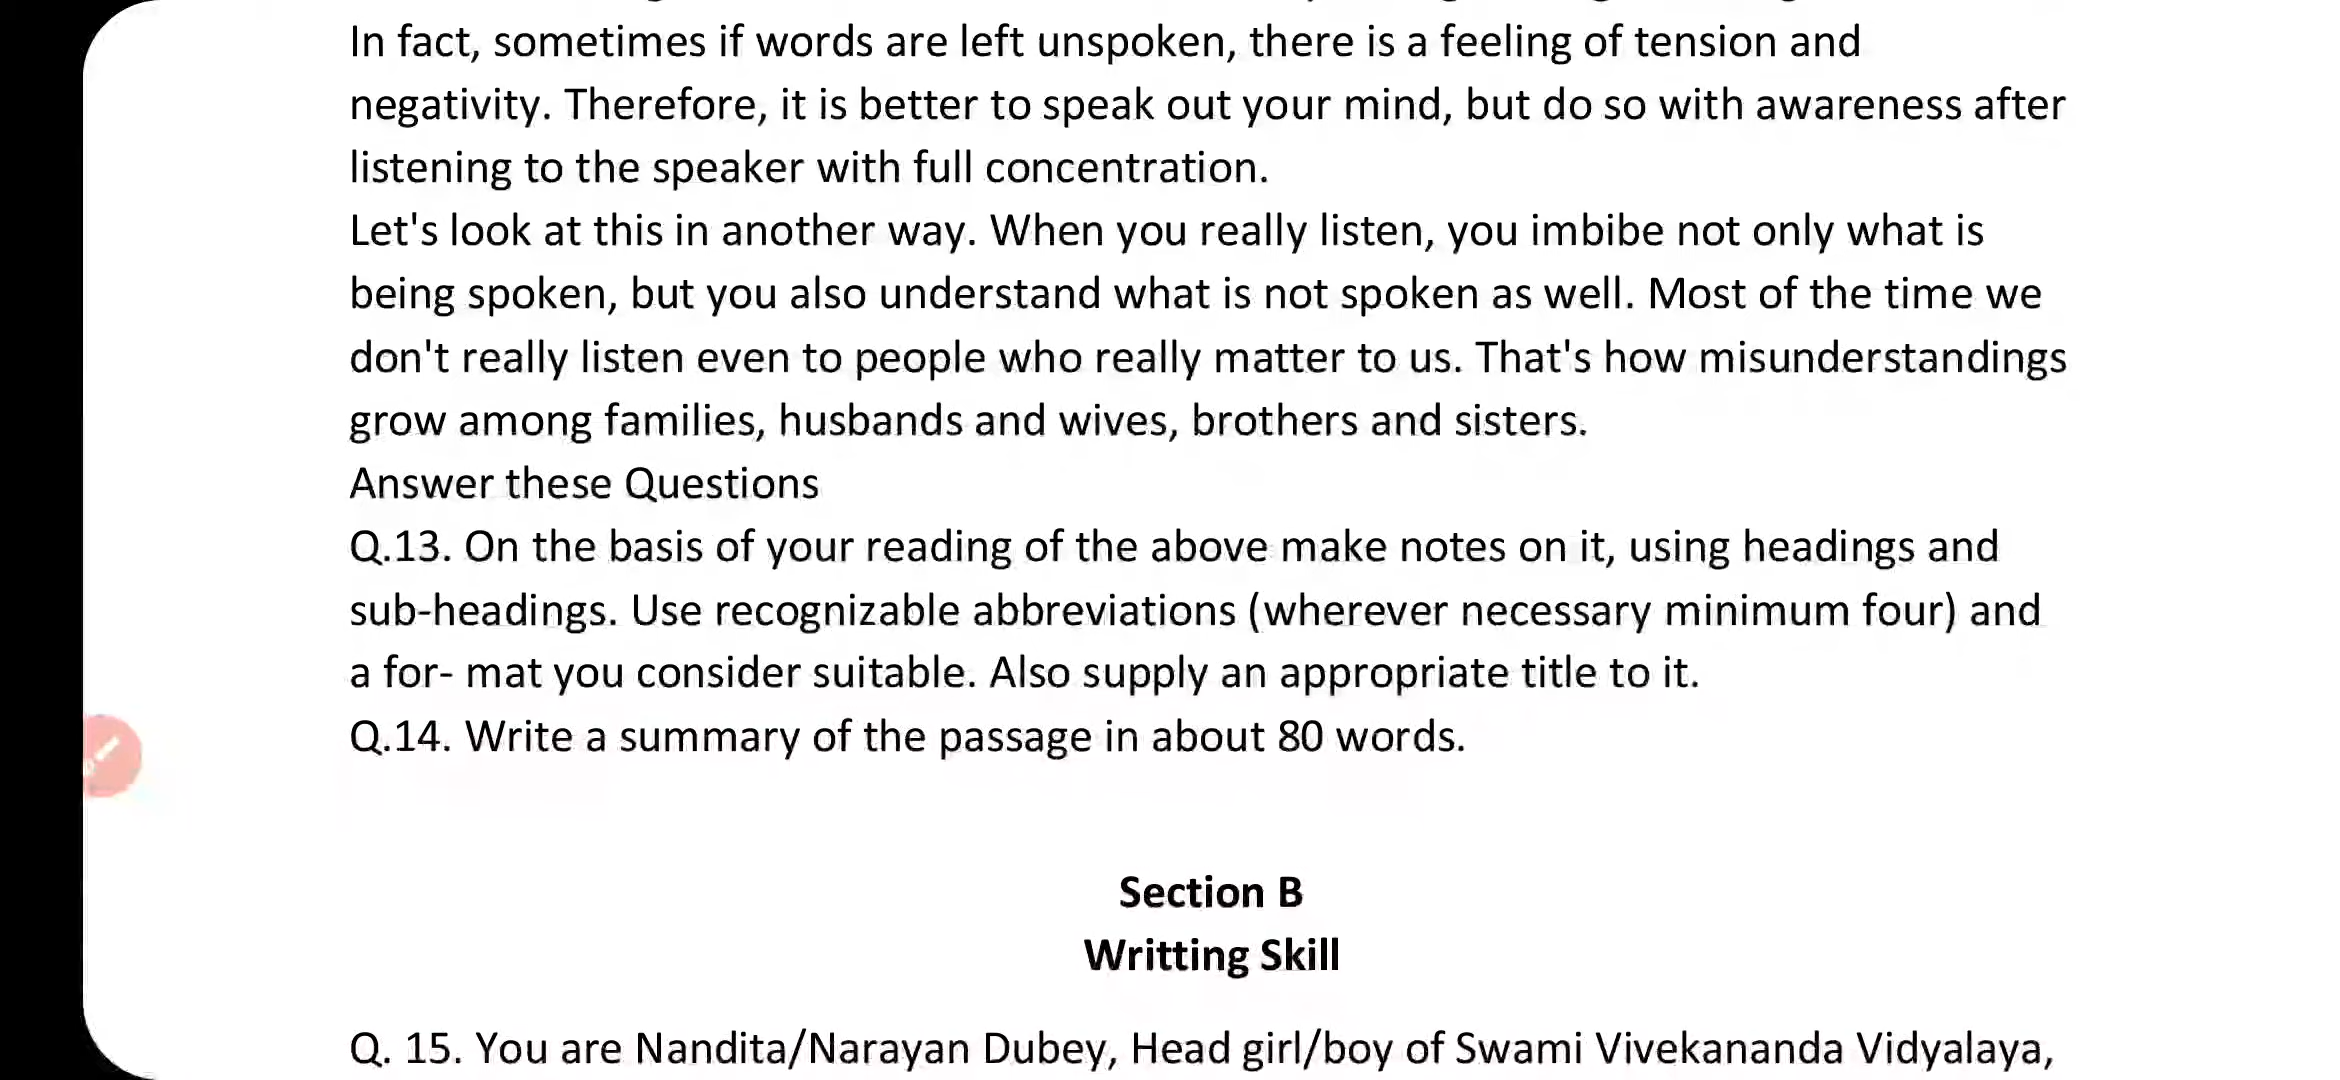 In fact, sometimes if words are left unspoken, there is a feeling of tension and
negativity. Therefore, it is better to speak out your mind, but do so with awareness after
listening to the speaker with full concentration.
Let's look at this in another way. When you really listen, you imbibe not only what is
being spoken, but you also understand what is not spoken as well. Most of the time we
don't really listen even to people who really matter to us. That's how misunderstandings
grow among families, husbands and wives, brothers and sisters.
Answer these Questions
Q.13. On the basis of your reading of the above make notes on it, using headings and
sub-headings. Use recognizable abbreviations (wherever necessary minimum four) and
a for- mat you consider suitable. Also supply an appropriate title to it.
Q.14. Write a summary of the passage in about 80 words.
Section B
Writting Skill
Q. 15. You are Nandita/Narayan Dubey, Head girl/boy of Swami Vivekananda Vidyalaya,